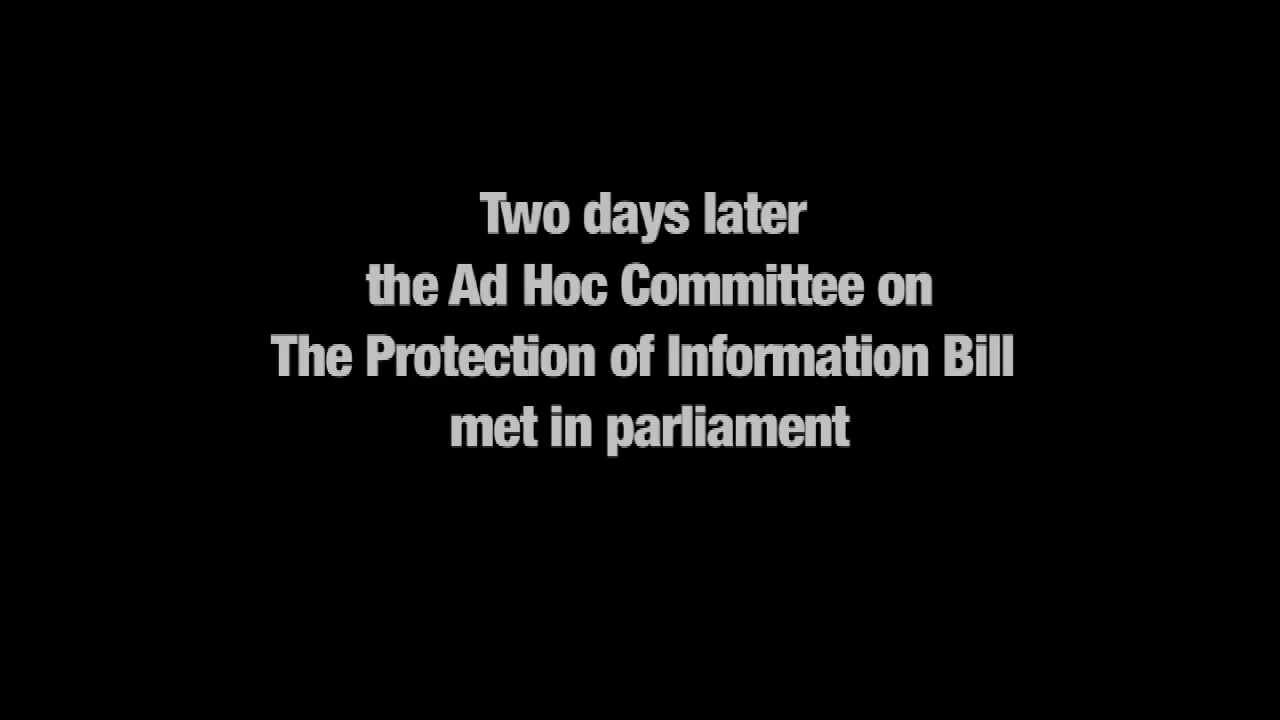 Two days later
the Ad Hoc Committee on
The Protection of Information Bill
met in parliament